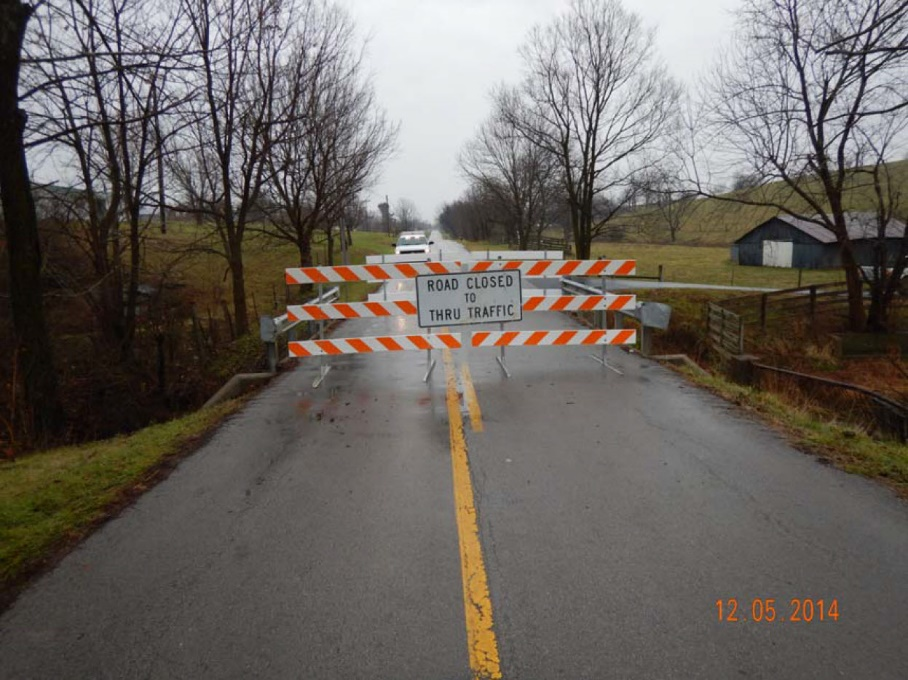 ROAD CLOSED
TO
THRU TRAFFIC
12.05.2014